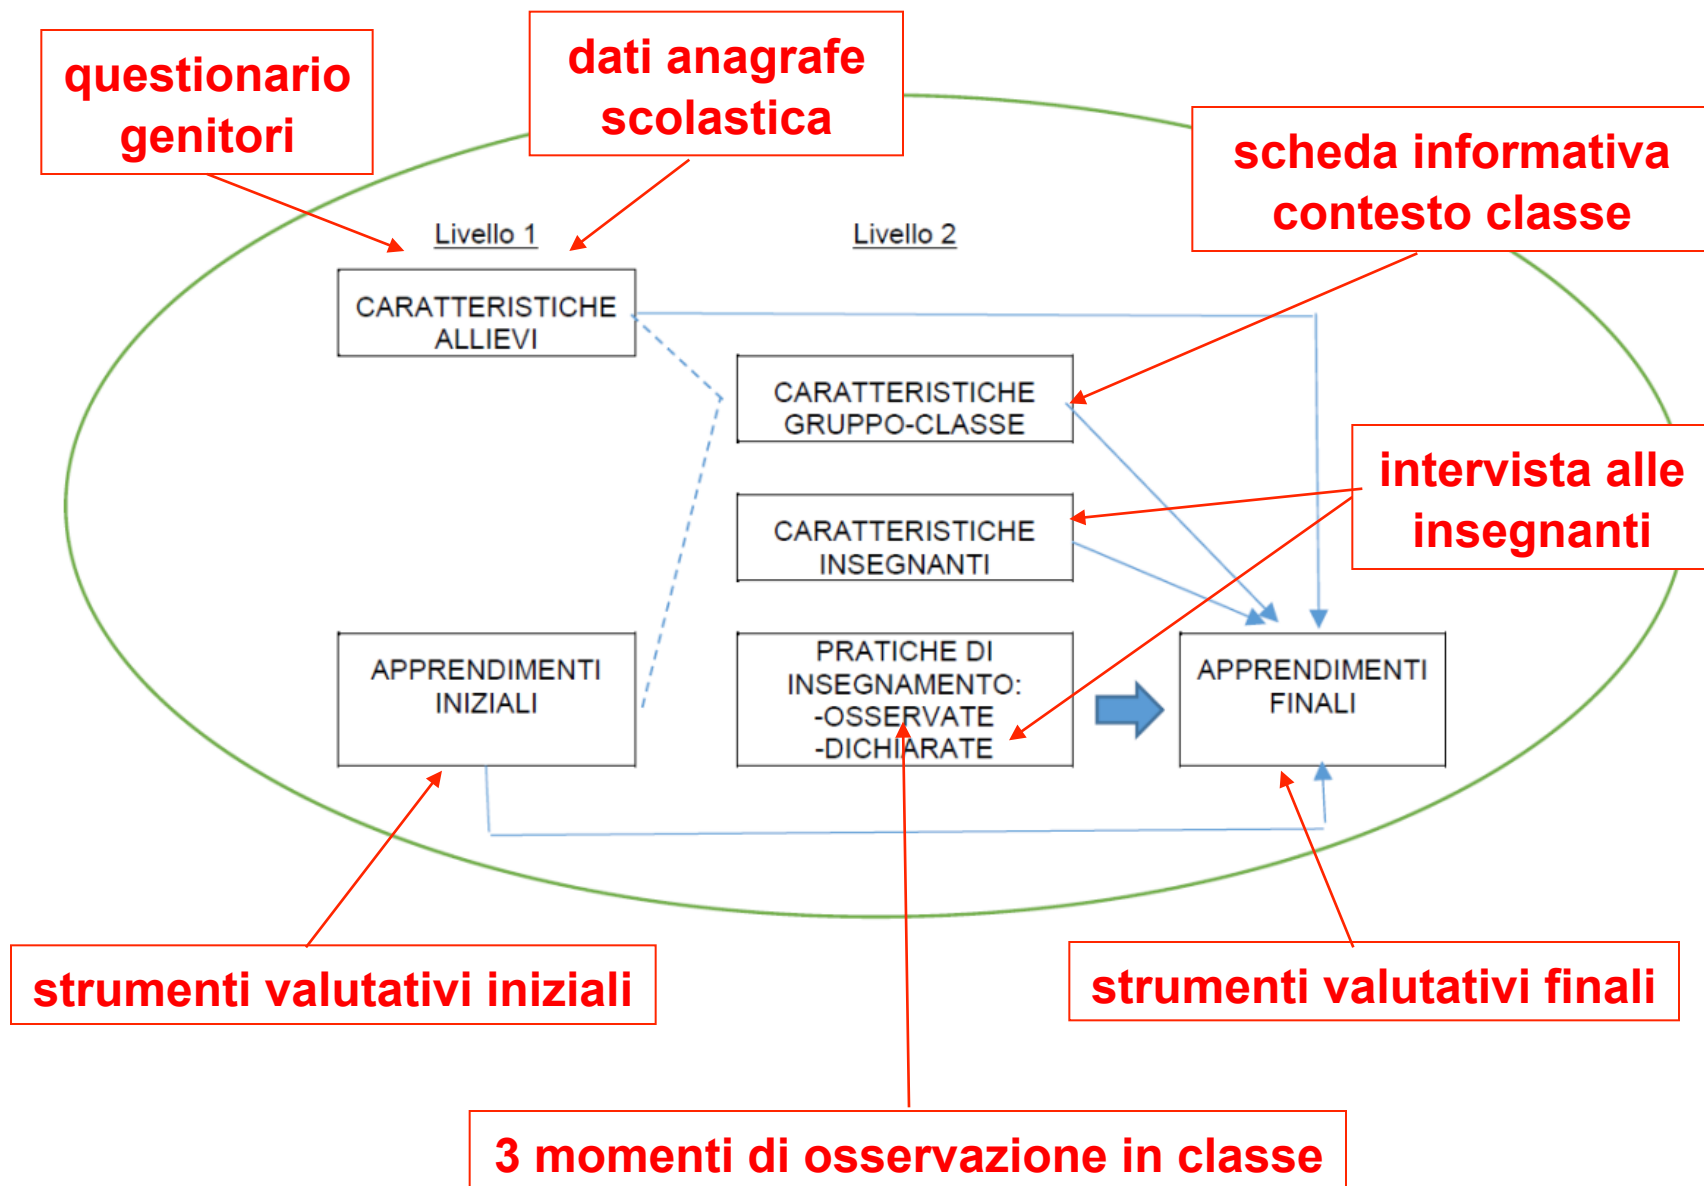 questionario
genitori
dati anagrafe
scolastica
scheda informativa
contesto classe
Livello 1
Livello 2
CARATTERISTICHE
ALLIEVI
CARATTERISTICHE
GRUPPO-CLASSE
intervista alle
insegnanti
CARATTERISTICHE
INSEGNANTI
APPRENDIMENTI
INIZIALI
PRATICHE DI
INSEGNAMENTO:
-OSSERVATE
-DICHIARATE
APPRENDIMENTI
FINALI
strumenti valutativi iniziali
strumenti valutativi finali
3 momenti di osservazione in classe